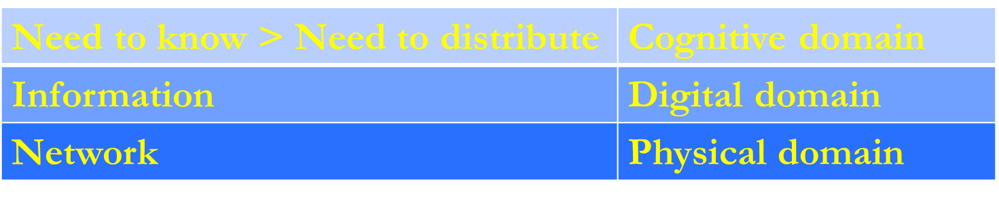 Need to know > Need to distribute Cognitive domain
Information Digital domain
Network Physical domain